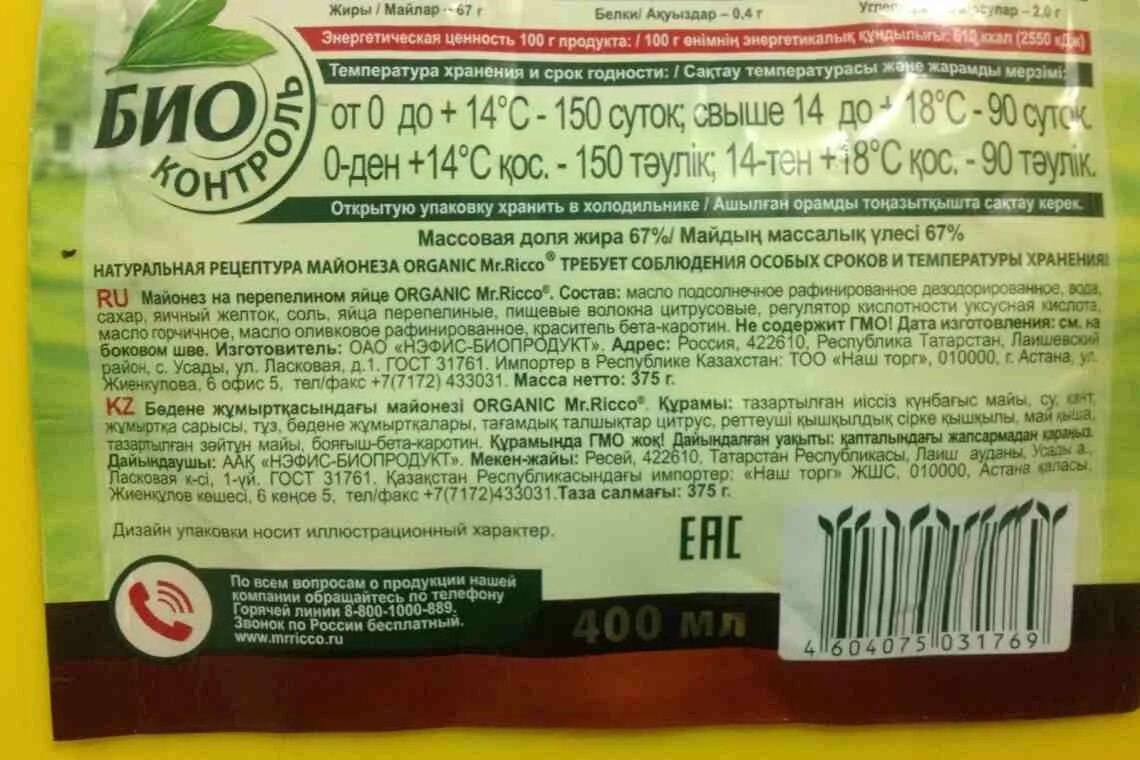 Жиры / Майлар - 67 г Белки/ Ақуыздар – 0,4 г – 2.0 г
Энергетическая ценность 100 г продукта: / 100 г өнімнің энергетикалық құндылығы: 610 ккал (2550 кДж)
Температура хранения и срок годности: / Сақтау температурасы және жарамды мерзімі:
БИО КОНТРОЛЬ
от 0 до + 14°С - 150 суток; свыше 14 до + 18°С - 90 суток.
0-ден +14°С қос. - 150 тәулік; 14-тен +18°С қос. - 90 тәулік.
Открытую упаковку хранить в холодильнике / Ашылған орамды тоңазытқышта сақтау керек.
Массовая доля жира 67%/ Майдың массалық үлесі 67%
НАТУРАЛЬНАЯ РЕЦЕПТУРА МАЙОНЕЗА ORGANIC Mr.Ricco® ТРЕБУЕТ СОБЛЮДЕНИЯ ОСОБЫХ СРОКОВ И ТЕМПЕРАТУРЫ ХРАНЕНИЯ!
RU Майонез на перепелином яйце ORGANIC Mr.Ricco®. Состав: масло подсолнечное рафинированное дезодорированное, вода,
сахар, яичный желток, соль, яйца перепелиные, пищевые волокна цитрусовые, регулятор кислотности уксусная кислота,
масло горчичное, масло оливковое рафинированное, краситель бета-каротин. Не содержит ГМО! Дата изготовления: см. на
боковом шве. Изготовитель: ОАО «НЭФИС-БИОПРОДУКТ». Адрес: Россия, 422610, Республика Татарстан, Лаишевский
район, с. Усады, ул. Ласковая, д.1. ГОСТ 31761. Импортер в Республике Казахстан: ТОО «Наш торг», 010000, г. Астана, ул.
Жиенкулова, 6 офис 5, тел/факс +7(7172) 433031. Масса нетто: 375 г.
KZ Бөдене жұмыртқасындағы майонезі ORGANIC Mr.Ricco®. Құрамы: тазартылған иіссіз күнбағыс майы, су, қант,
жұмыртқа сарысы, тұз, бөдене жұмыртқалары, тағамдық талшықтар цитрус, реттеуші қышқылдық сірке қышқылы, май қыша,
тазартылған зәйтүн майы, бояғыш-бета-каротин. Құрамында ГМО жоқ! Дайындалған уақыты: қапталындағы жапсармадан қараңыз.
Дайындаушы: ААҚ «НЭФИС-БИОПРОДУКТ». Мекен-жайы: Ресей, 422610, Татарстан Республикасы, Лаиш ауданы, Усады а.,
Ласковая к-сі, 1-үй. ГОСТ 31761. Қазақстан Республикасындағы импортер: «Наш торг» ЖШС, 010000, Астана қаласы,
Жиенқұлов көшесі, 6 кеңсе 5, тел/факс +7(7172)433031.Таза салмағы: 375 г.
Дизайн упаковки носит иллюстрационный характер.
EAC
По всем вопросам о продукции нашей
компании обращайтесь по телефону
Горячей линии 8-800-1000-889.
Звонок по России бесплатный.
www.mrricco.ru
400 мл
4 604075 031769